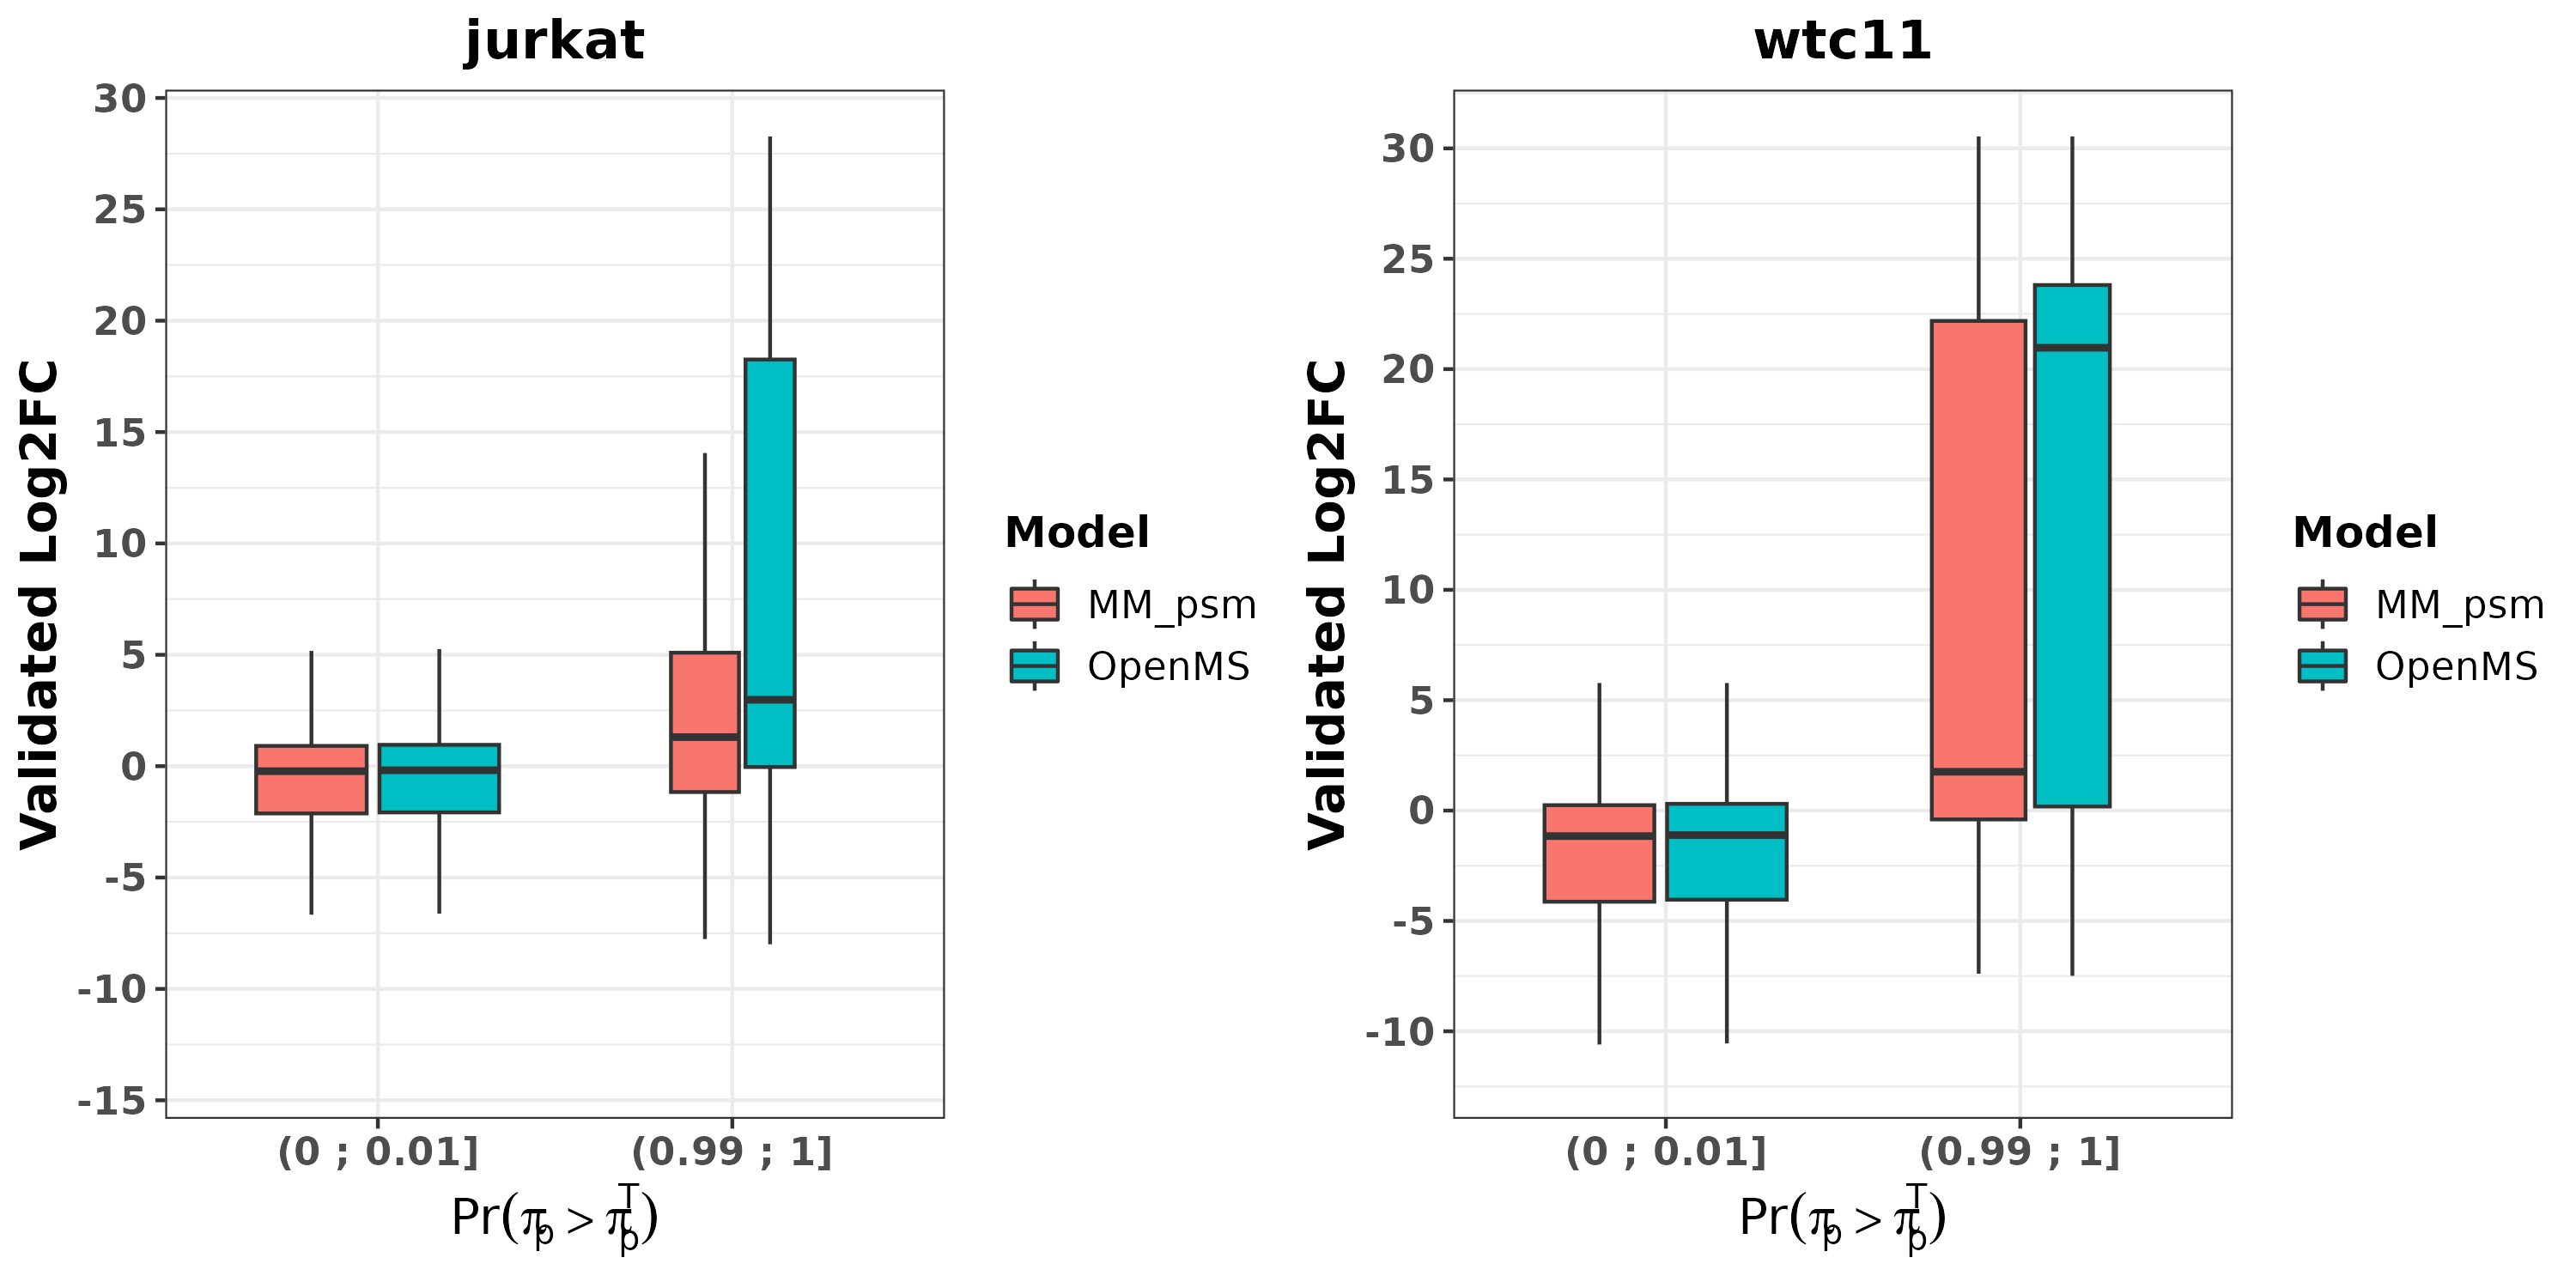 jurkat
30
25
20
15
10
5
0
-5
-10
-15
Validated Log2FC
(0 ; 0.01]
(0.99 ; 1]
Pr(πp > πpT)
Model
MM_psm
OpenMS
wtc11
30
25
20
15
10
5
0
-5
-10
Validated Log2FC
(0 ; 0.01]
(0.99 ; 1]
Pr(πp > πpT)
Model
MM_psm
OpenMS